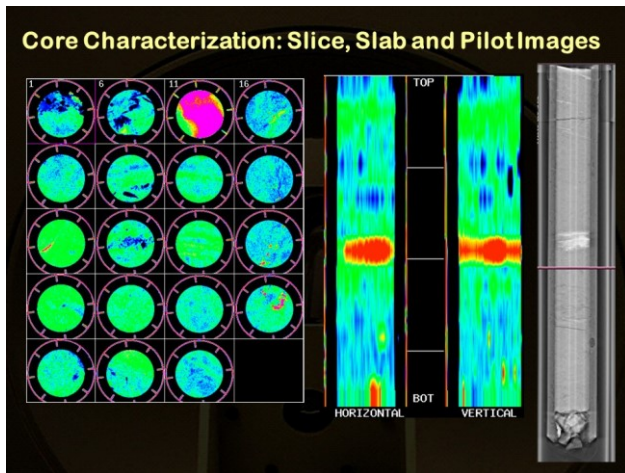 Core Characterization: Slice, Slab and Pilot Images
1 6 11 16
TOP
BOT
HORIZONTAL VERTICAL